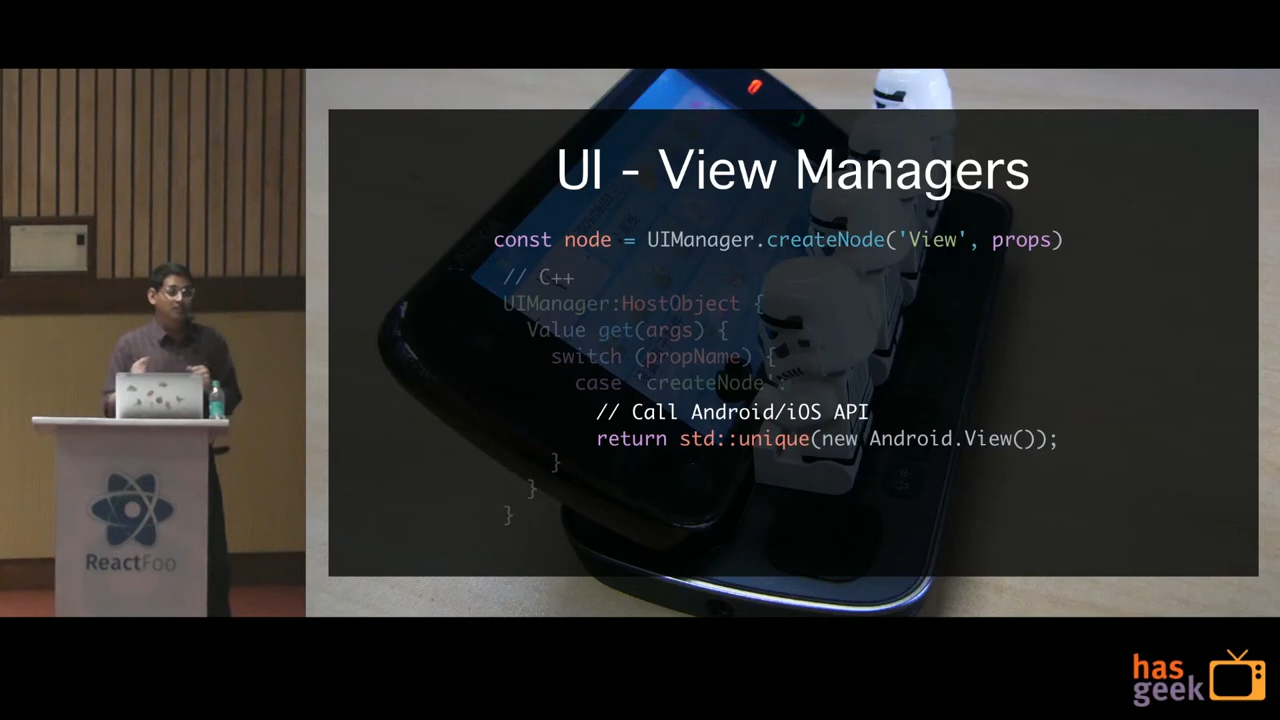 UI - View Managers
const node = UIManager.createNode('View', props)
// C++
UIManager:HostObject {
Value get(args) {
switch (propName) {
case 'createNode':
// Call Android/iOS API
return std::unique(new Android.View());
}
}
}
ReactFoo
has
geek